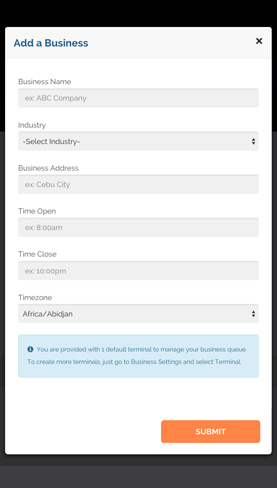 Add a Business
×
Business Name
ex: ABC Company
Industry
-Select Industry-
Business Address
ex: Cebu City
Time Open
ex: 8:00am
Time Close
ex: 10:00pm
Timezone
Africa/Abidjan
You are provided with 1 default terminal to manage your business queue.
To create more terminals, just go to Business Settings and select Terminal.
SUBMIT